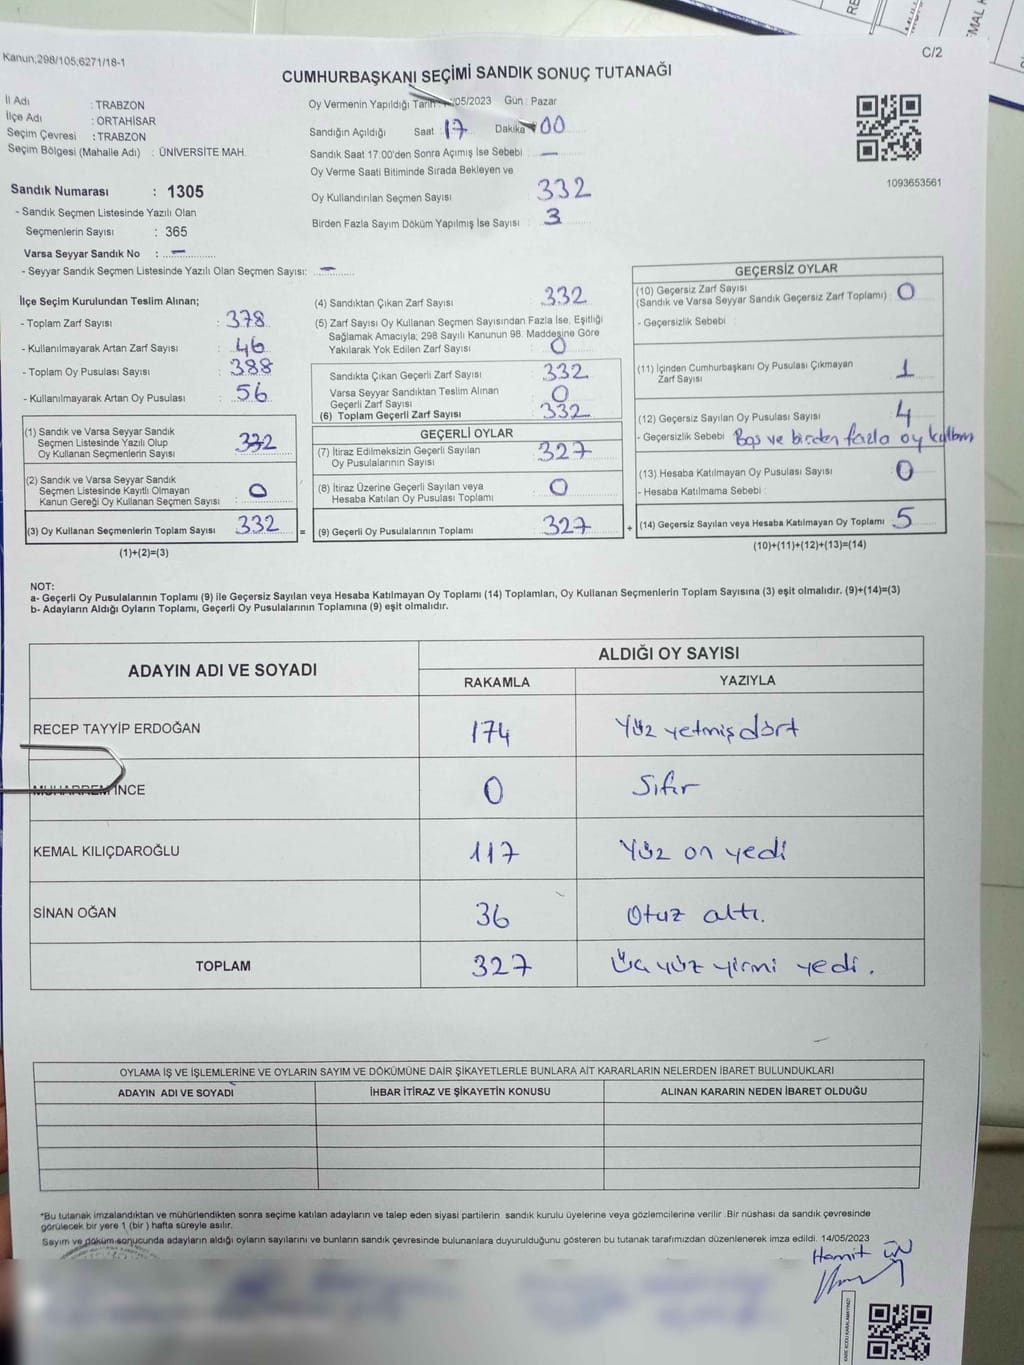 Kanun,298/105,6271/18-1
C/2
CUMHURBAŞKANI SEÇİMİ SANDIK SONUÇ TUTANAĞI
İl Adı : TRABZON
İlçe Adı : ORTAHİSAR
Seçim Çevresi : TRABZON
Seçim Bölgesi (Mahalle Adı) : ÜNİVERSİTE MAH.
Oy Vermenin Yapıldığı /05/2023 Gün : Pazar
Sandığın Açıldığı Saat : 17 Dakika 00
Sandık Saat 17:00'den Sonra Açımış İse Sebebi : —
Oy Verme Saati Bitiminde Sırada Bekleyen ve
Oy Kullandırılan Seçmen Sayısı : 332
Birden Fazla Sayım Döküm Yapılmış İse Sayısı : 3
1093653561
Sandık Numarası : 1305
- Sandık Seçmen Listesinde Yazılı Olan
Seçmenlerin Sayısı : 365
Varsa Seyyar Sandık No : —
- Seyyar Sandık Seçmen Listesinde Yazılı Olan Seçmen Sayısı: —
İlçe Seçim Kurulundan Teslim Alınan;
- Toplam Zarf Sayısı : 378
- Kullanılmayarak Artan Zarf Sayısı : 46
- Toplam Oy Pusulası Sayısı : 388
- Kullanılmayarak Artan Oy Pusulası : 56
(1) Sandık ve Varsa Seyyar Sandık
Seçmen Listesinde Yazılı Olup
Oy Kullanan Seçmenlerin Sayısı : 332
(2) Sandık ve Varsa Seyyar Sandık
Seçmen Listesinde Kayıtlı Olmayan
Kanun Gereği Oy Kullanan Seçmen Sayısı : 0
(3) Oy Kullanan Seçmenlerin Toplam Sayısı : 332
(1)+(2)=(3)
=
(4) Sandıktan Çıkan Zarf Sayısı : 332
(5) Zarf Sayısı Oy Kullanan Seçmen Sayısından Fazla İse, Eşitliği
Sağlamak Amacıyla; 298 Sayılı Kanunun 98. Maddesine Göre
Yakılarak Yok Edilen Zarf Sayısı : 0
Sandıkta Çıkan Geçerli Zarf Sayısı : 332
Varsa Seyyar Sandıktan Teslim Alınan
Geçerli Zarf Sayısı : 0
(6) Toplam Geçerli Zarf Sayısı : 332
GEÇERLİ OYLAR
(7) İtiraz Edilmeksizin Geçerli Sayılan
Oy Pusulalarının Sayısı : 327
(8) İtiraz Üzerine Geçerli Sayılan veya
Hesaba Katılan Oy Pusulası Toplamı : 0
(9) Geçerli Oy Pusulalarının Toplamı : 327
+
GEÇERSİZ OYLAR
(10) Geçersiz Zarf Sayısı
(Sandık ve Varsa Seyyar Sandık Geçersiz Zarf Toplamı) : 0
- Geçersizlik Sebebi :
(11) İçinden Cumhurbaşkanı Oy Pusulası Çıkmayan
Zarf Sayısı : 1
(12) Geçersiz Sayılan Oy Pusulası Sayısı : 4
- Geçersizlik Sebebi : Boş ve birden fazla oy
(13) Hesaba Katılmayan Oy Pusulası Sayısı : 0
- Hesaba Katılmama Sebebi :
(14) Geçersiz Sayılan veya Hesaba Katılmayan Oy Toplamı : 5
(10)+(11)+(12)+(13)=(14)
NOT:
a- Geçerli Oy Pusulalarının Toplamı (9) ile Geçersiz Sayılan veya Hesaba Katılmayan Oy Toplamı (14) Toplamları, Oy Kullanan Seçmenlerin Toplam Sayısına (3) eşit olmalıdır. (9)+(14)=(3)
b- Adayların Aldığı Oyların Toplamı, Geçerli Oy Pusulalarının Toplamına (9) eşit olmalıdır.
ADAYIN ADI VE SOYADI
ALDIĞI OY SAYISI
RAKAMLA YAZIYLA
RECEP TAYYİP ERDOĞAN 174 Yüz yetmiş dört
MUHARREM İNCE 0 Sıfır
KEMAL KILIÇDAROĞLU 117 Yüz on yedi
SİNAN OĞAN 36 Otuz altı.
TOPLAM 327 Üç yüz yirmi yedi.
OYLAMA İŞ VE İŞLEMLERİNE VE OYLARIN SAYIM VE DÖKÜMÜNE DAİR ŞİKAYETLERLE BUNLARA AİT KARARLARIN NELERDEN İBARET BULUNDUKLARI
ADAYIN ADI VE SOYADI İHBAR İTİRAZ VE ŞİKAYETİN KONUSU ALINAN KARARIN NEDEN İBARET OLDUĞU
*Bu tutanak imzalandıktan ve mühürlendikten sonra seçime katılan adayların ve talep eden siyasi partilerin sandık kurulu üyelerine veya gözlemcilerine verilir .Bir nüshası da sandık çevresinde
görülecek bir yere 1 (bir ) hafta süreyle asılır.
Sayım ve döküm sonucunda adayların aldığı oyların sayılarını ve bunların sandık çevresinde bulunanlara duyurulduğunu gösteren bu tutanak tarafımızdan düzenlenerek imza edildi. 14/05/2023
Hamit